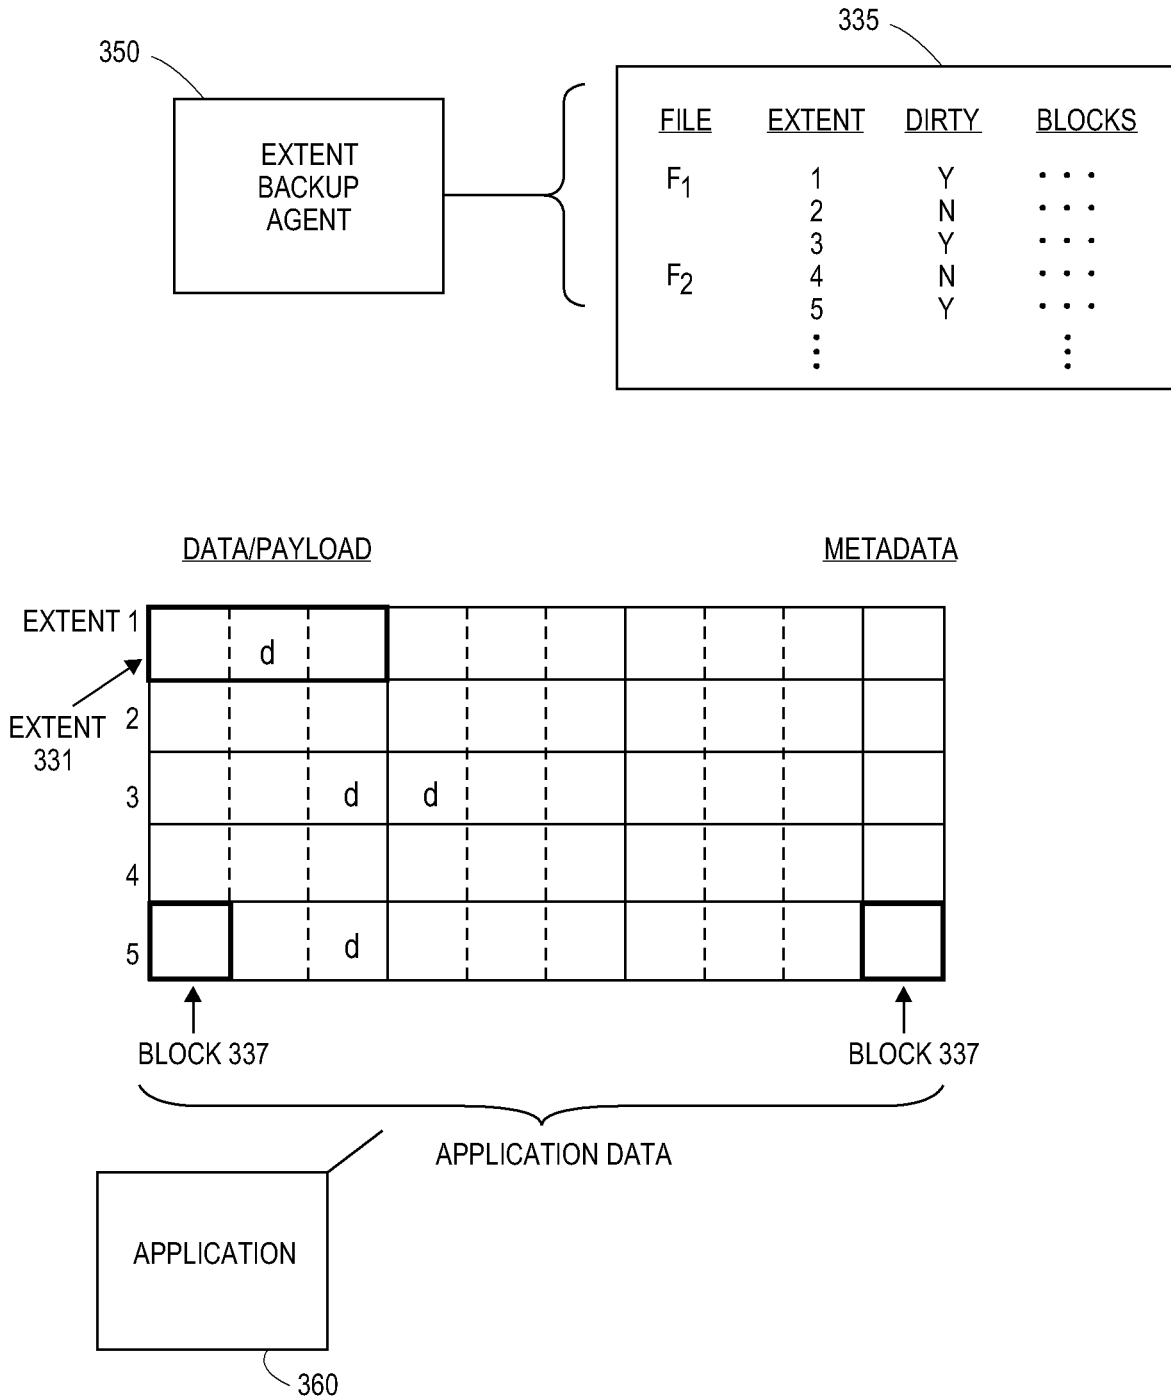 335
350
EXTENT
BACKUP
AGENT
FILE EXTENT DIRTY BLOCKS
F1 1 Y . . .
2 N . . .
3 Y . . .
F2 4 N . . .
5 Y . . .
DATA/PAYLOAD METADATA
EXTENT 1
d
2
EXTENT
331
3 d d
4
5 d
BLOCK 337 BLOCK 337
APPLICATION DATA
APPLICATION
360